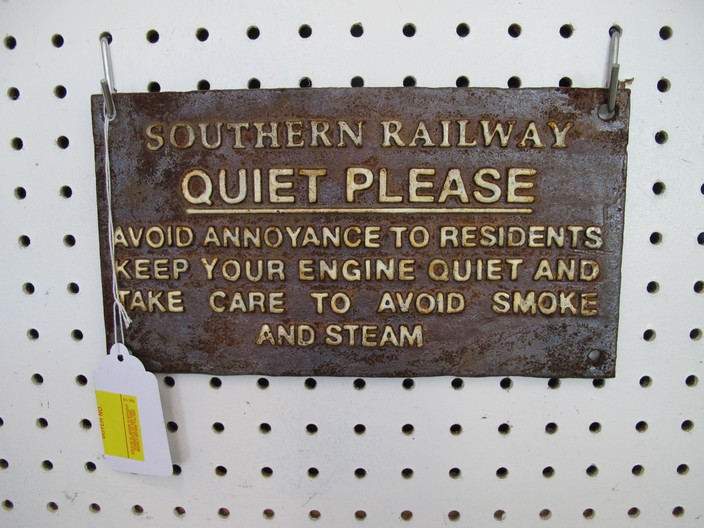 SOUTHERN RAILWAY
QUIET PLEASE
AVOID ANNOYANCE TO RESIDENTS
KEEP YOUR ENGINE QUIET AND
TAKE CARE TO AVOID SMOKE
AND STEAM